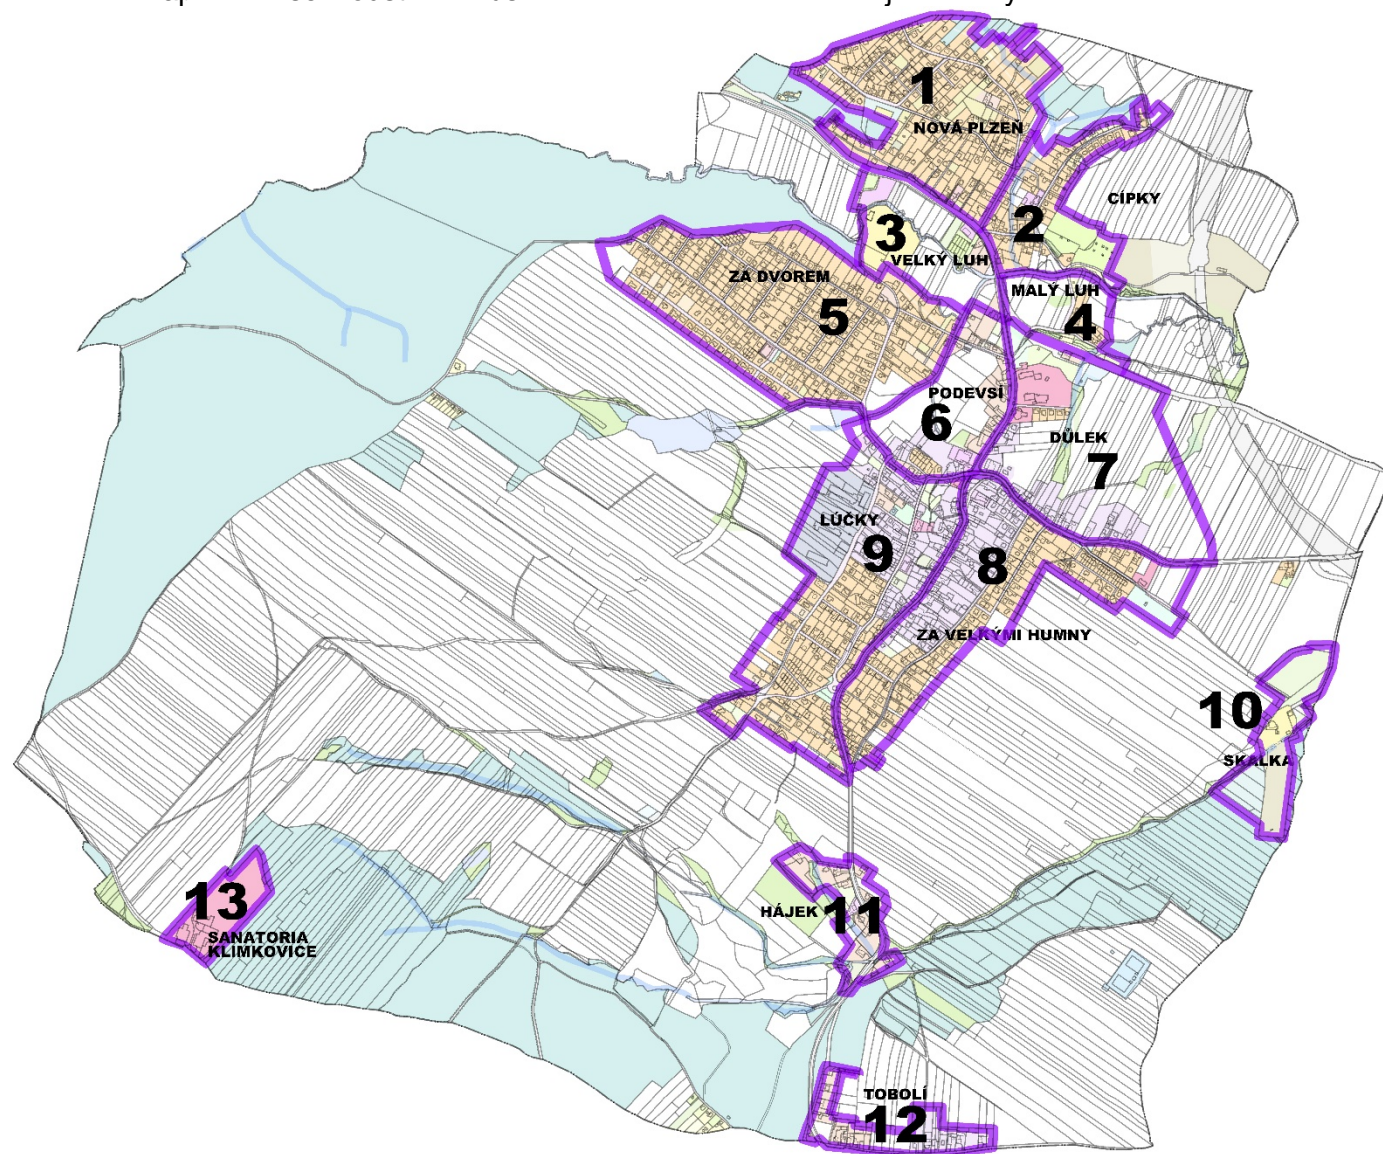 1
NOVÁ PLZEŇ
CÍPKY
2
3
VELKÝ LUH
ZA DVOREM
MALÝ LUH
5
4
PODEVSÍ
6
DŮLEK
7
LÚČKY
9
8
ZA VELKÝMI HUMNY
10
SKALKA
13
HÁJEK
11
SANATORIA
KLIMKOVICE
TOBOLÍ
12